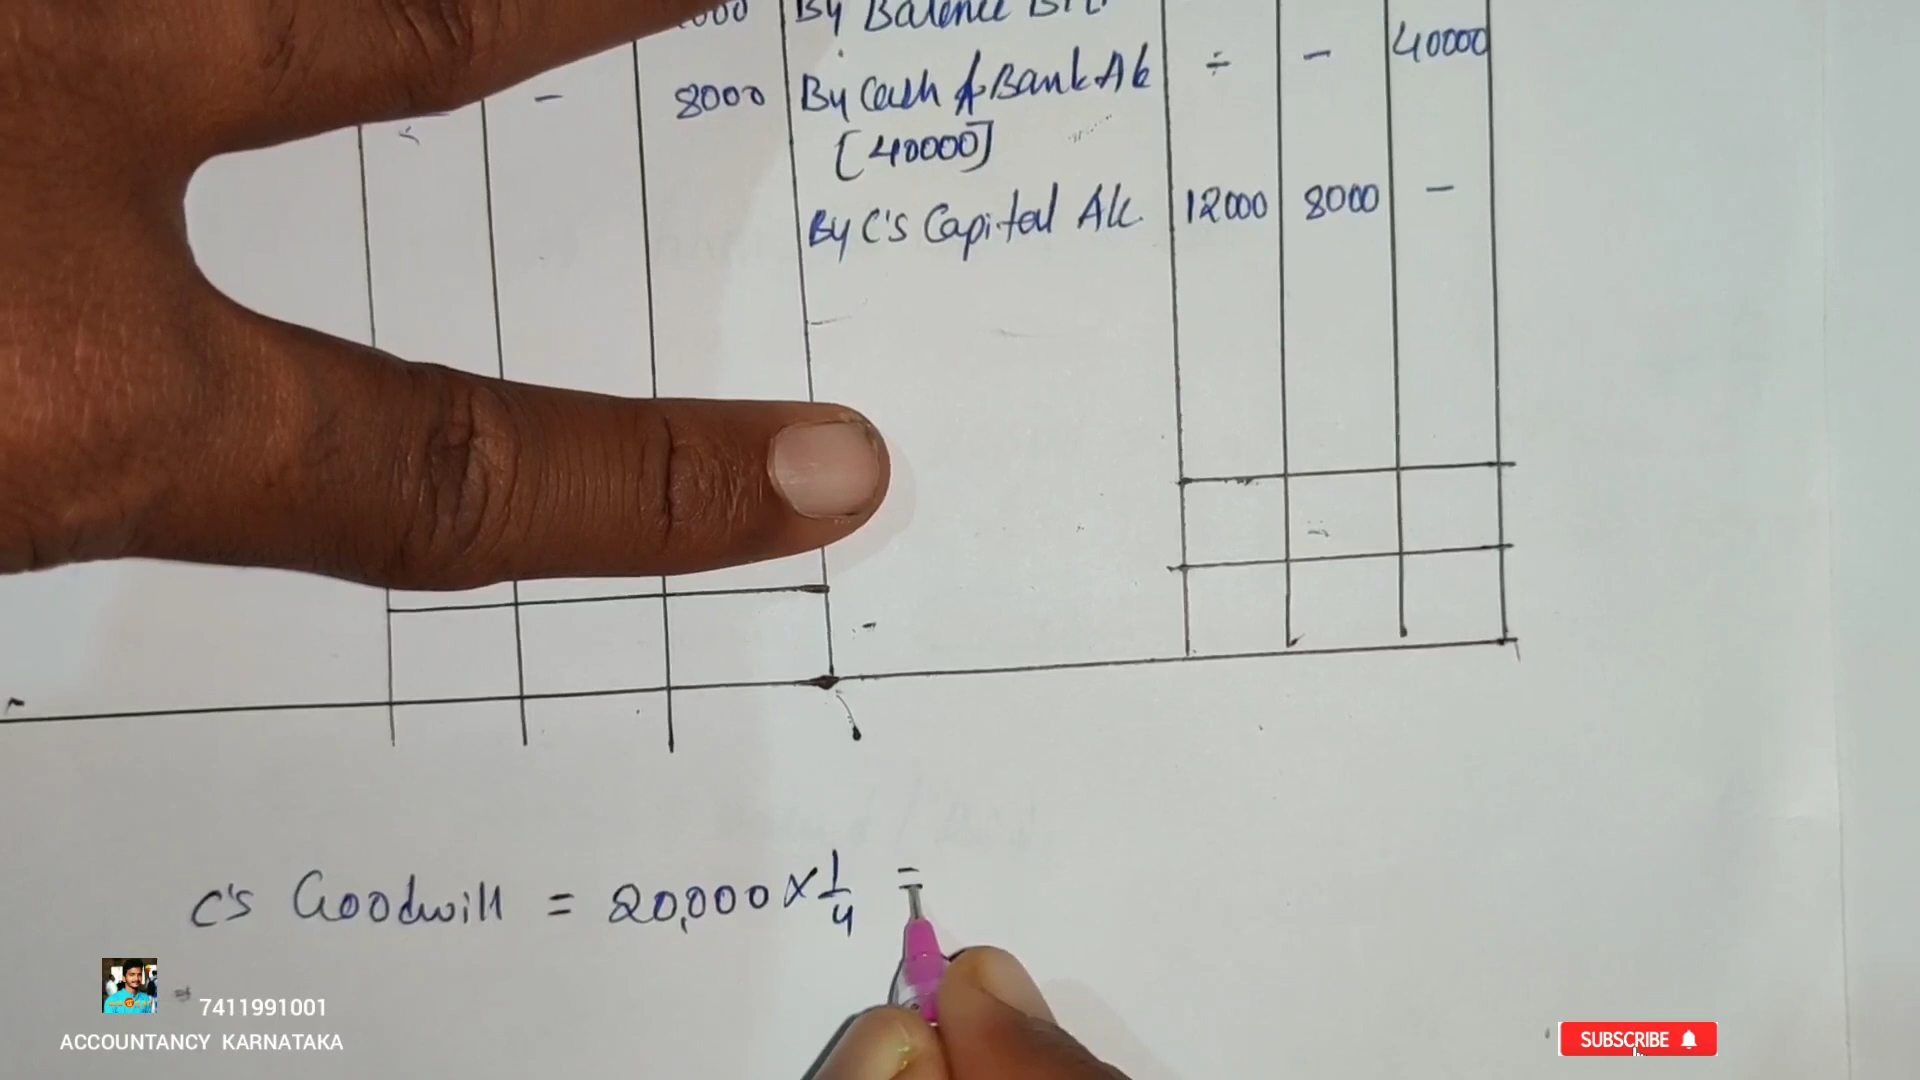 By Balance
40000
- 8000 By Cash / Bank A/c ÷ -
[40000]
By C's Capital A/c 12000 8000 -
C's Goodwill = 20,000 × 1/4 =
7411991001
ACCOUNTANCY KARNATAKA
SUBSCRIBE